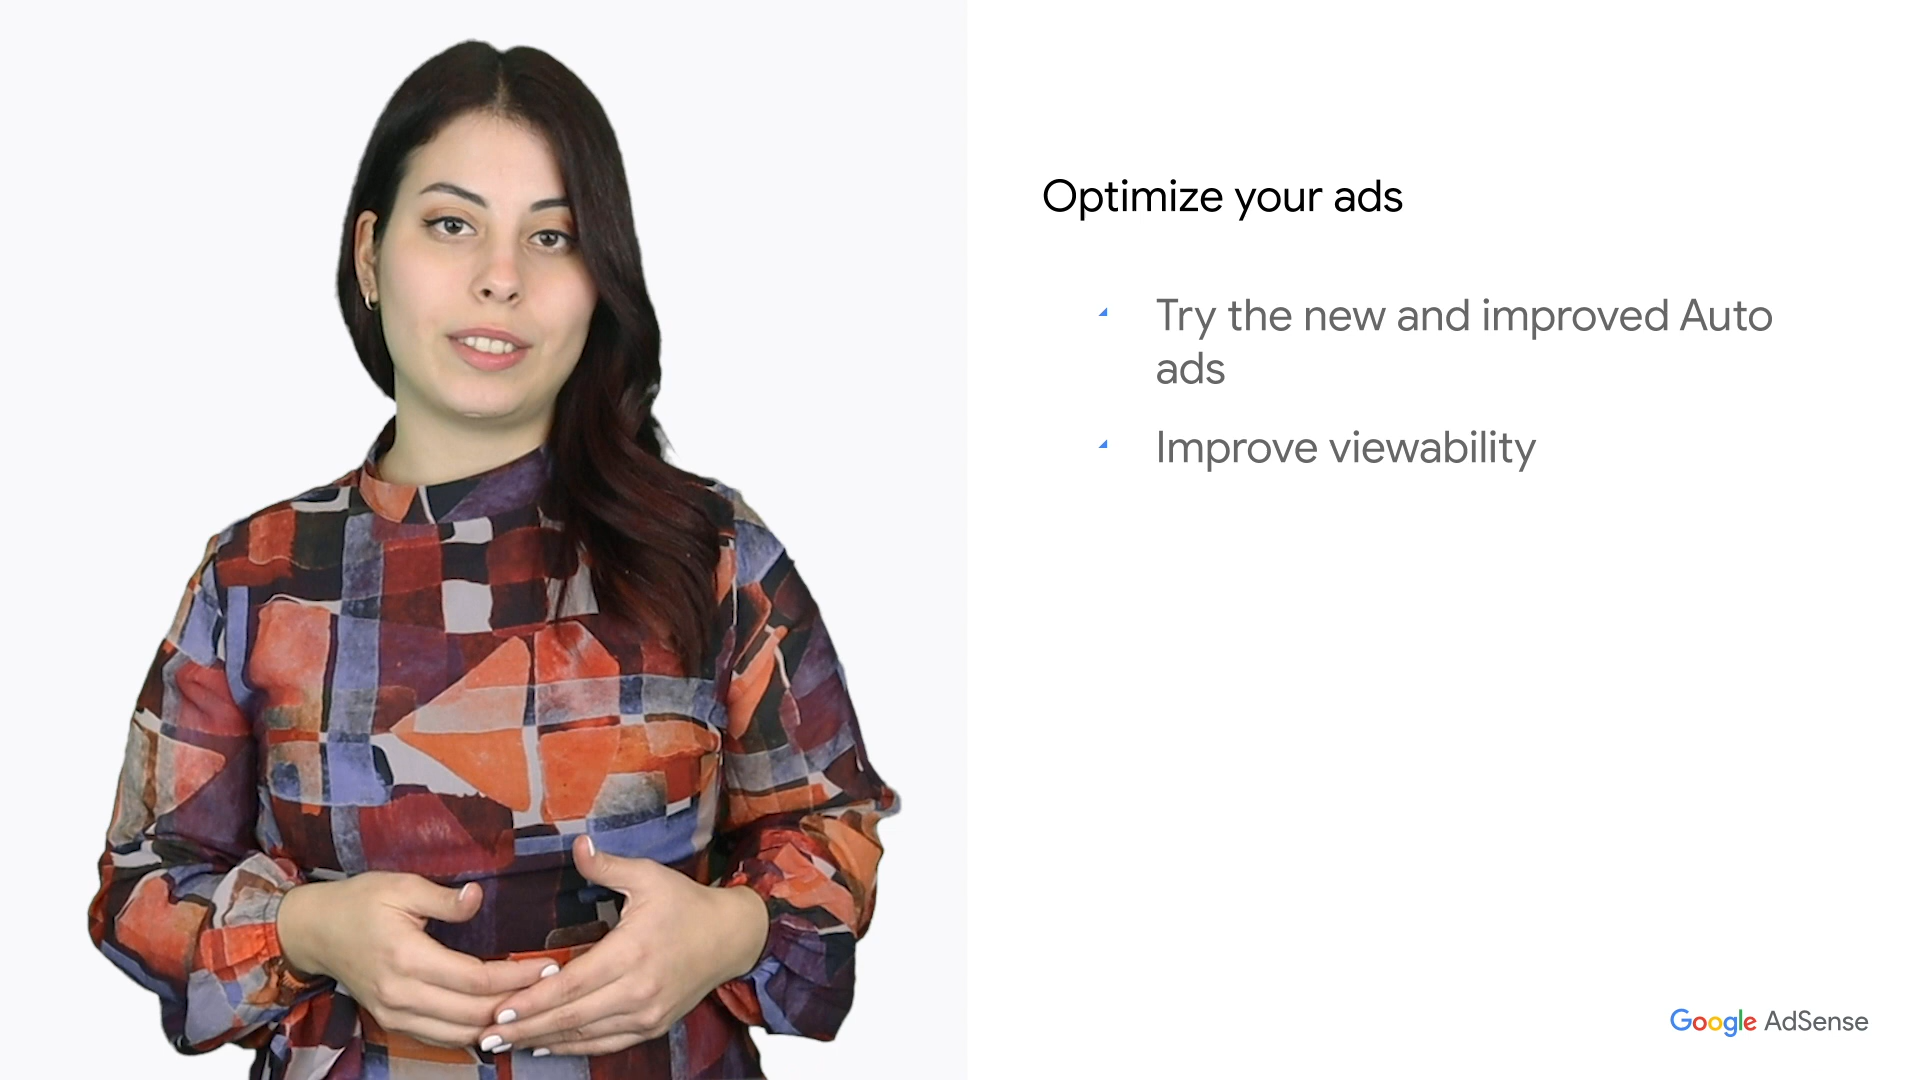 Optimize your ads
Try the new and improved Auto
ads
Improve viewability
Google AdSense